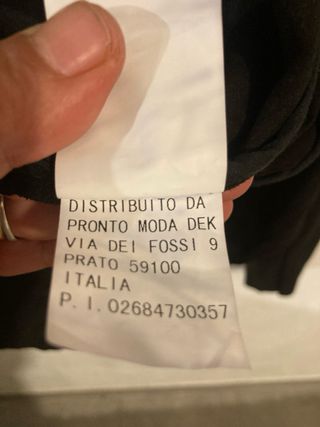 DISTRIBUITO DA
PRONTO MODA DEK
VIA DEI FOSSI 9
PRATO 59100
ITALIA
P. I. 02684730357